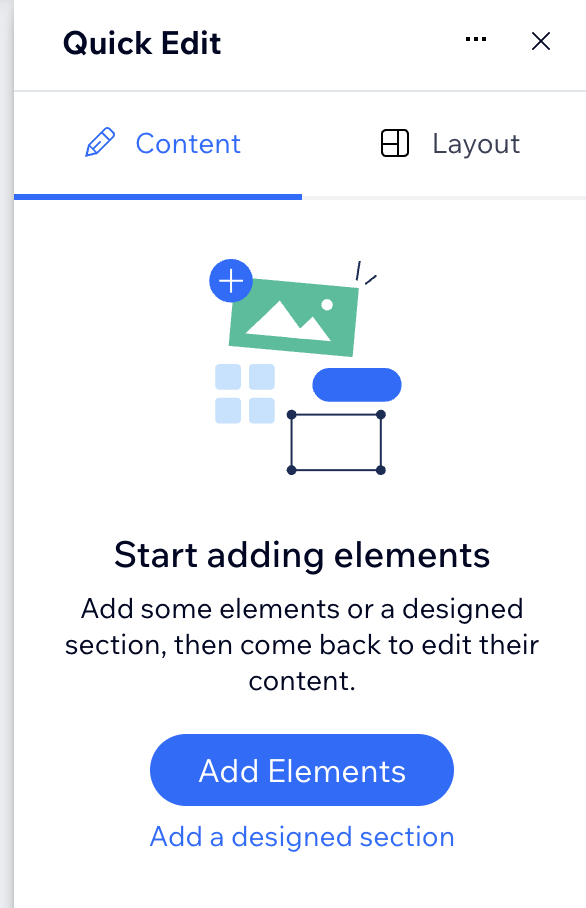 Quick Edit
Content
Layout
Start adding elements
Add some elements or a designed
section, then come back to edit their
content.
Add Elements
Add a designed section